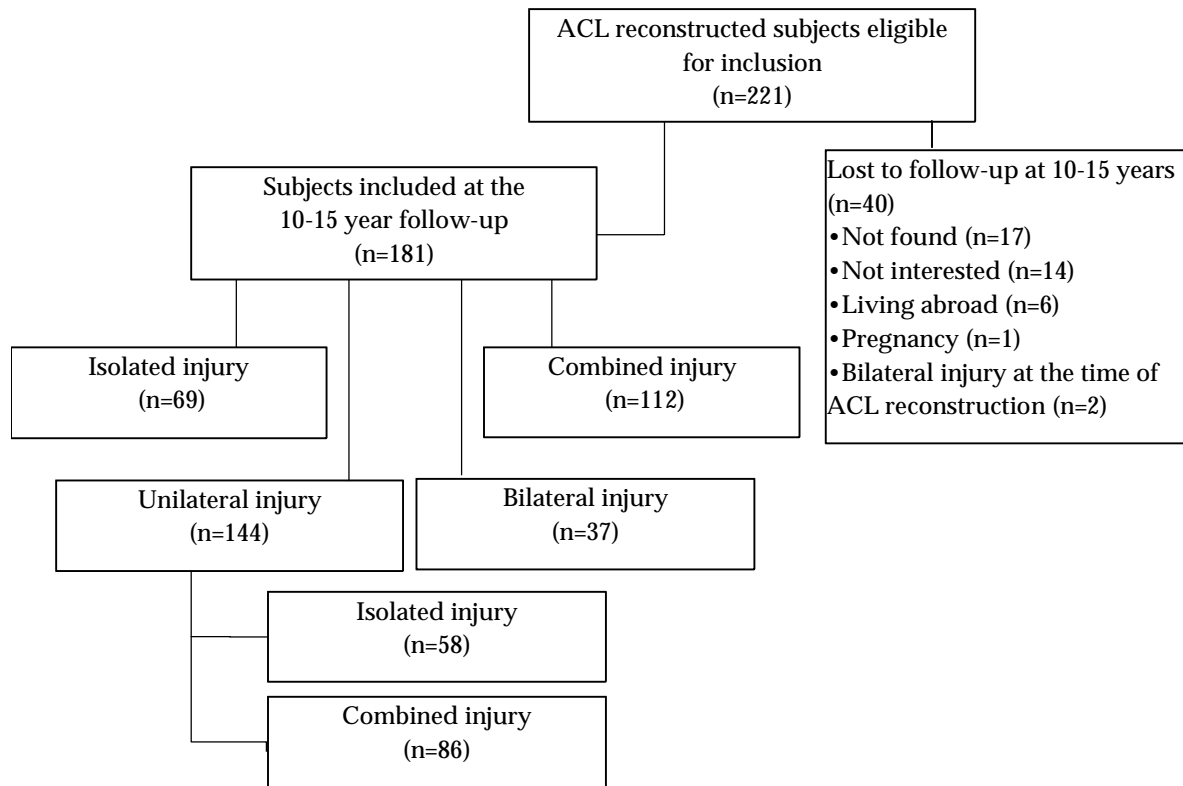 ACL reconstructed subjects eligible
for inclusion
(n=221)
Subjects included at the
10-15 year follow-up
(n=181)
Lost to follow-up at 10-15 years
(n=40)
•Not found (n=17)
•Not interested (n=14)
•Living abroad (n=6)
•Pregnancy (n=1)
•Bilateral injury at the time of
ACL reconstruction (n=2)
Isolated injury
(n=69)
Combined injury
(n=112)
Unilateral injury
(n=144)
Bilateral injury
(n=37)
Isolated injury
(n=58)
Combined injury
(n=86)